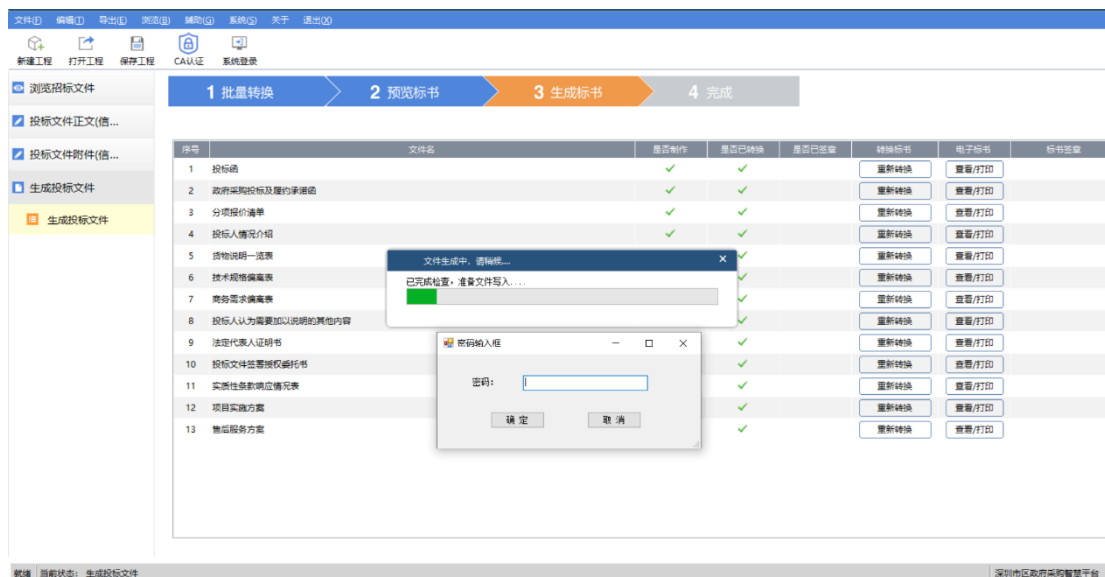 文件(F) 编辑(T) 导出(E) 浏览(B) 辅助(G) 系统(S) 关于 退出(X)
新建工程 打开工程 保存工程 CA认证 系统登录
浏览招标文件
投标文件正文(信...
投标文件附件(信...
生成投标文件
生成投标文件
1 批量转换 2 预览标书 3 生成标书 4 完成
序号 文件名 是否制作 是否已转换 是否已签章 转换标书 电子标书 标书签章
1 投标函 重新转换 查看/打印
2 政府采购投标及履约承诺函 重新转换 查看/打印
3 分项报价清单 重新转换 查看/打印
4 投标人情况介绍 重新转换 查看/打印
5 货物说明一览表 重新转换 查看/打印
6 技术规格偏离表 重新转换 查看/打印
7 商务需求偏离表 重新转换 查看/打印
8 投标人认为需要加以说明的其他内容 重新转换 查看/打印
9 法定代表人证明书 重新转换 查看/打印
10 投标文件签署授权委托书 重新转换 查看/打印
11 实质性条款响应情况表 重新转换 查看/打印
12 项目实施方案 重新转换 查看/打印
13 售后服务方案 重新转换 查看/打印
文件生成中，请稍候....
已完成检查，准备文件写入....
密码输入框
密码:
确 定 取 消
就绪 当前状态: 生成投标文件 深圳市区政府采购智慧平台